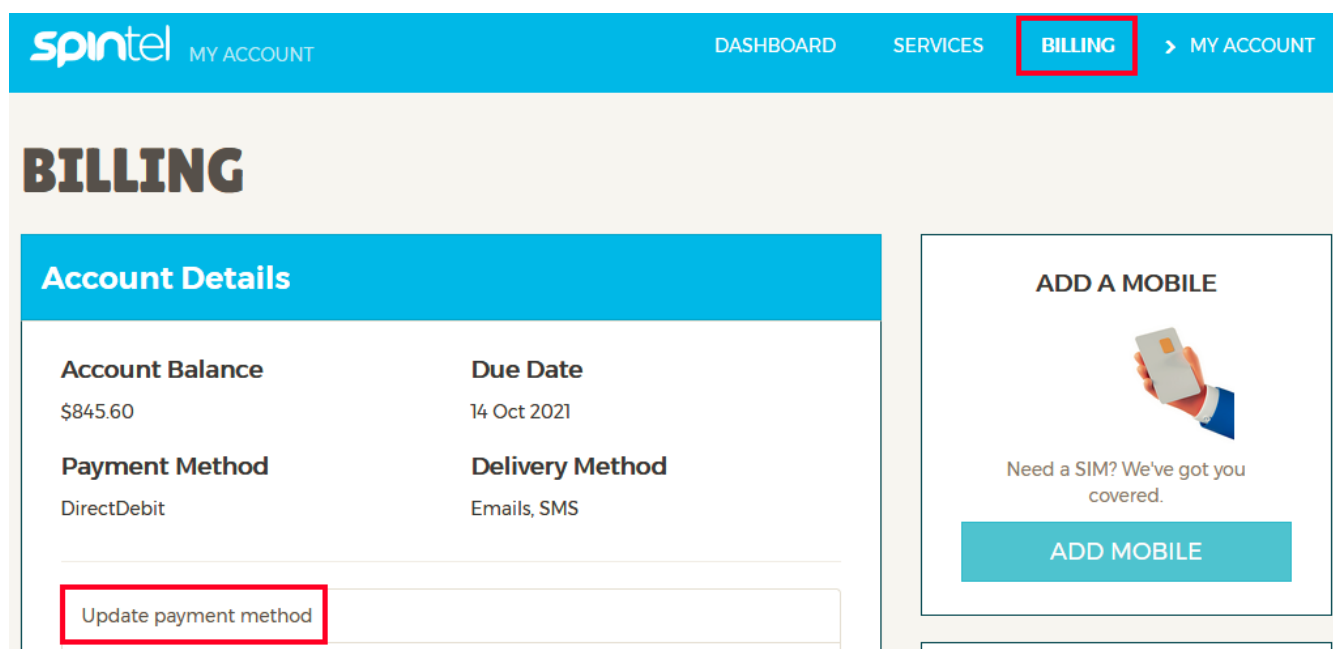 spintel MY ACCOUNT
DASHBOARD
SERVICES
BILLING
> MY ACCOUNT
BILLING
Account Details
Account Balance
Due Date
$845.60
14 Oct 2021
Payment Method
Delivery Method
DirectDebit
Emails, SMS
Update payment method
ADD A MOBILE
Need a SIM? We've got you
covered.
ADD MOBILE